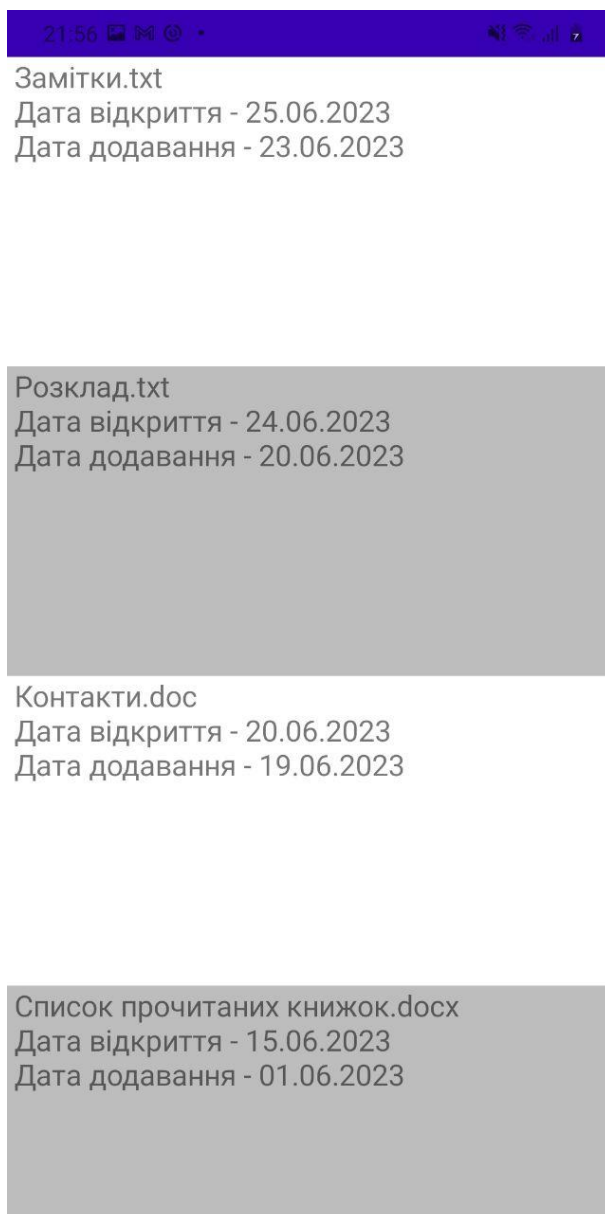 21:56
Замітки.txt
Дата відкриття - 25.06.2023
Дата додавання - 23.06.2023
Розклад.txt
Дата відкриття - 24.06.2023
Дата додавання - 20.06.2023
Контакти.doc
Дата відкриття - 20.06.2023
Дата додавання - 19.06.2023
Список прочитаних книжок.docx
Дата відкриття - 15.06.2023
Дата додавання - 01.06.2023